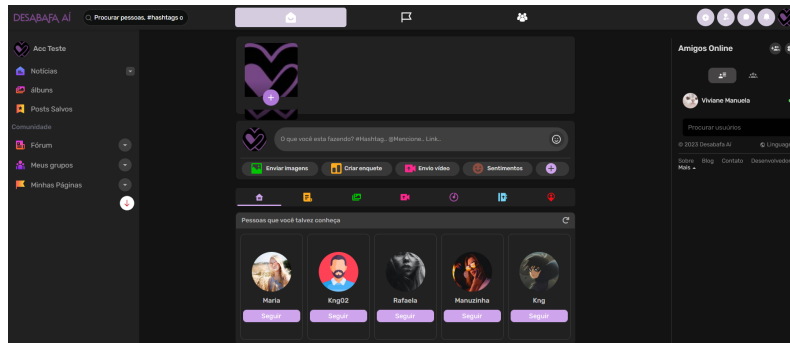 DESABAFA AÍ
Procurar pessoas, #hashtags o
Acc Teste
Notícias
álbuns
Posts Salvos
Comunidade
Fórum
Meus grupos
Minhas Páginas
O que você esta fazendo? #Hashtag.. @Mencione.. Link..
Enviar imagens
Criar enquete
Envio vídeo
Sentimentos
Pessoas que você talvez conheça
Maria
Kng02
Rafaela
Manuzinha
Kng
Seguir
Seguir
Seguir
Seguir
Seguir
Amigos Online
Viviane Manuela
Procurar usuários
© 2023 Desabafa Aí
Linguage
Sobre Blog Contato Desenvolvedor
Mais